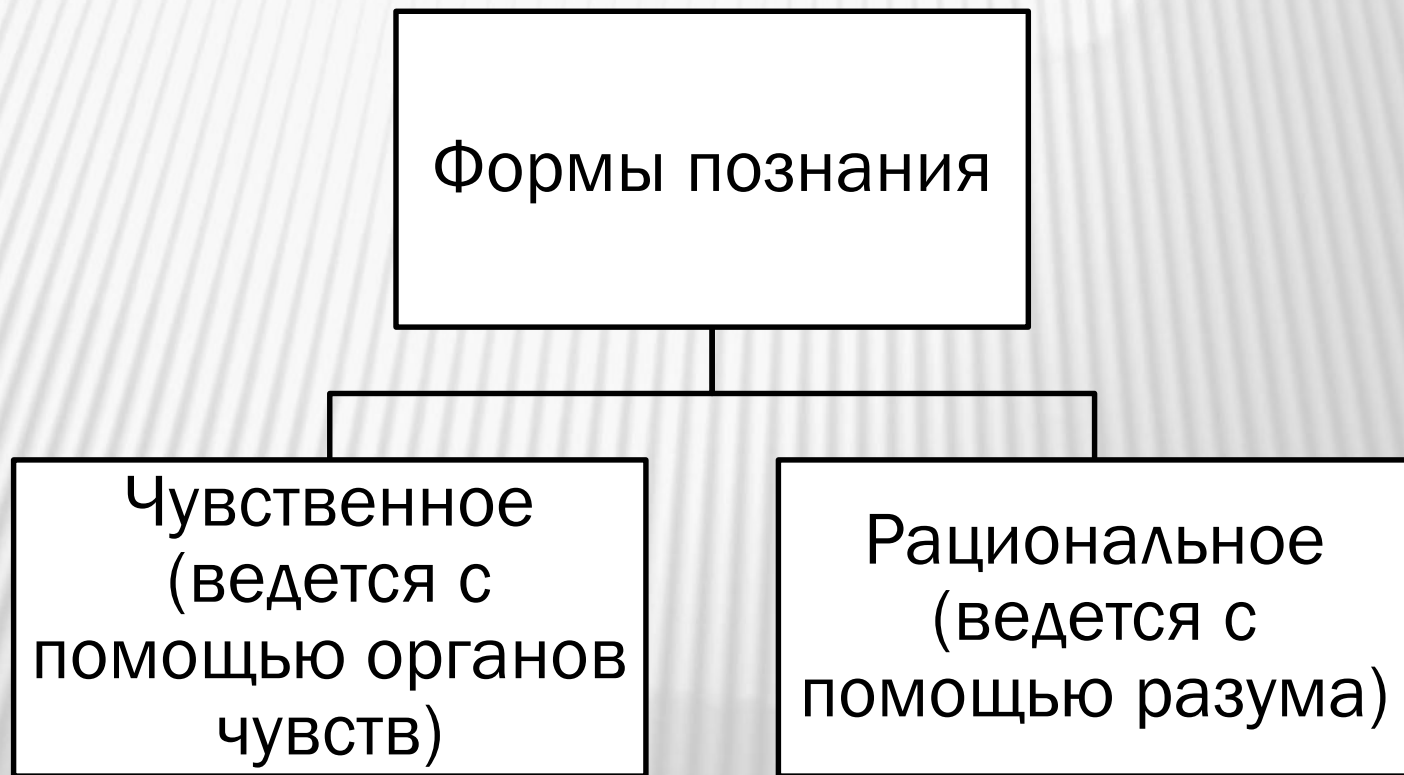 Формы познания
Чувственное
(ведется с
помощью органов
чувств)
Рациональное
(ведется с
помощью разума)